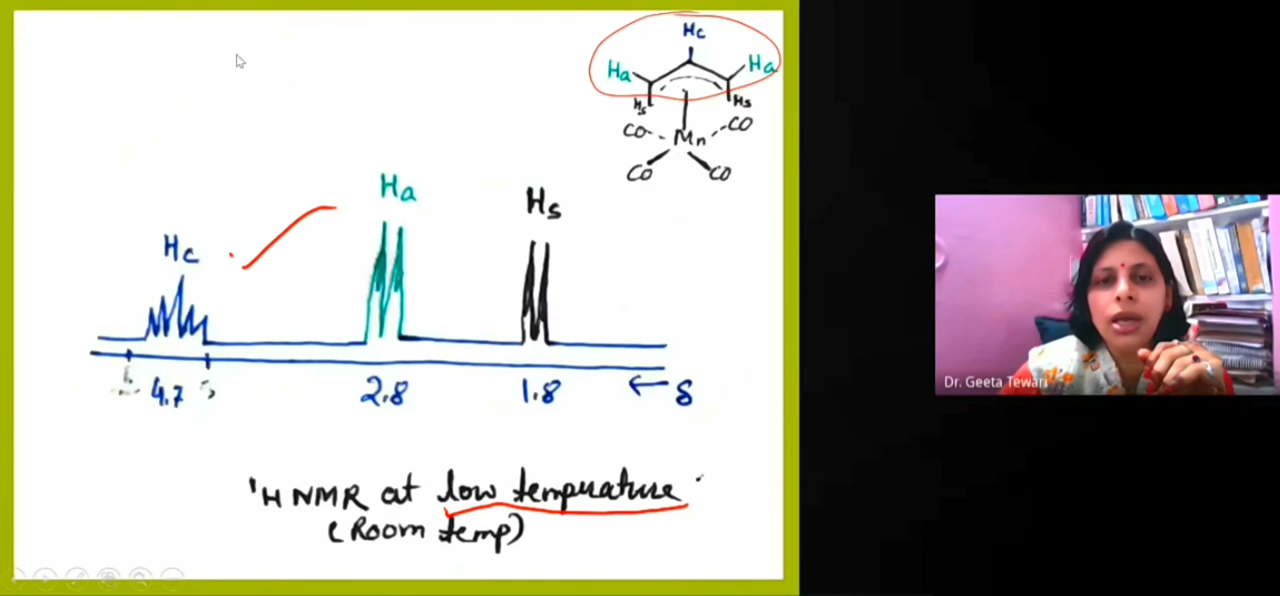 Hc
Ha
Ha
Hs
Hs
CO
CO
Mn
CO
CO
Ha
Hs
Hc
4.7
2.8
1.8
← δ
'H NMR at low temperature
(Room temp)
Dr. Geeta Tewari